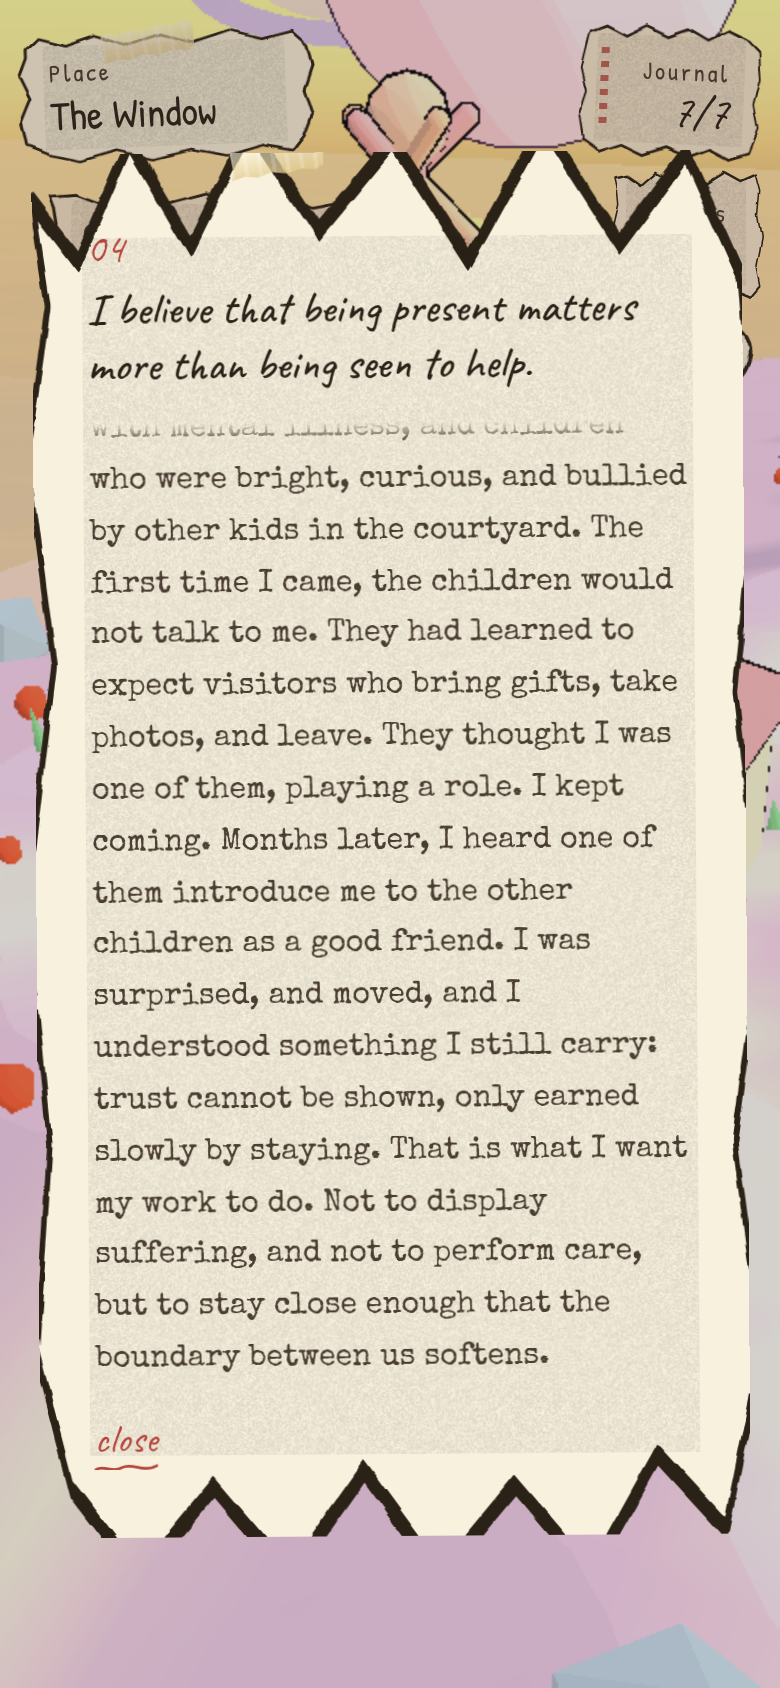 Place
The Window
Journal
7/7
s
04
I believe that being present matters
more than being seen to help.
with mental illness, and children
who were bright, curious, and bullied
by other kids in the courtyard. The
first time I came, the children would
not talk to me. They had learned to
expect visitors who bring gifts, take
photos, and leave. They thought I was
one of them, playing a role. I kept
coming. Months later, I heard one of
them introduce me to the other
children as a good friend. I was
surprised, and moved, and I
understood something I still carry:
trust cannot be shown, only earned
slowly by staying. That is what I want
my work to do. Not to display
suffering, and not to perform care,
but to stay close enough that the
boundary between us softens.
close